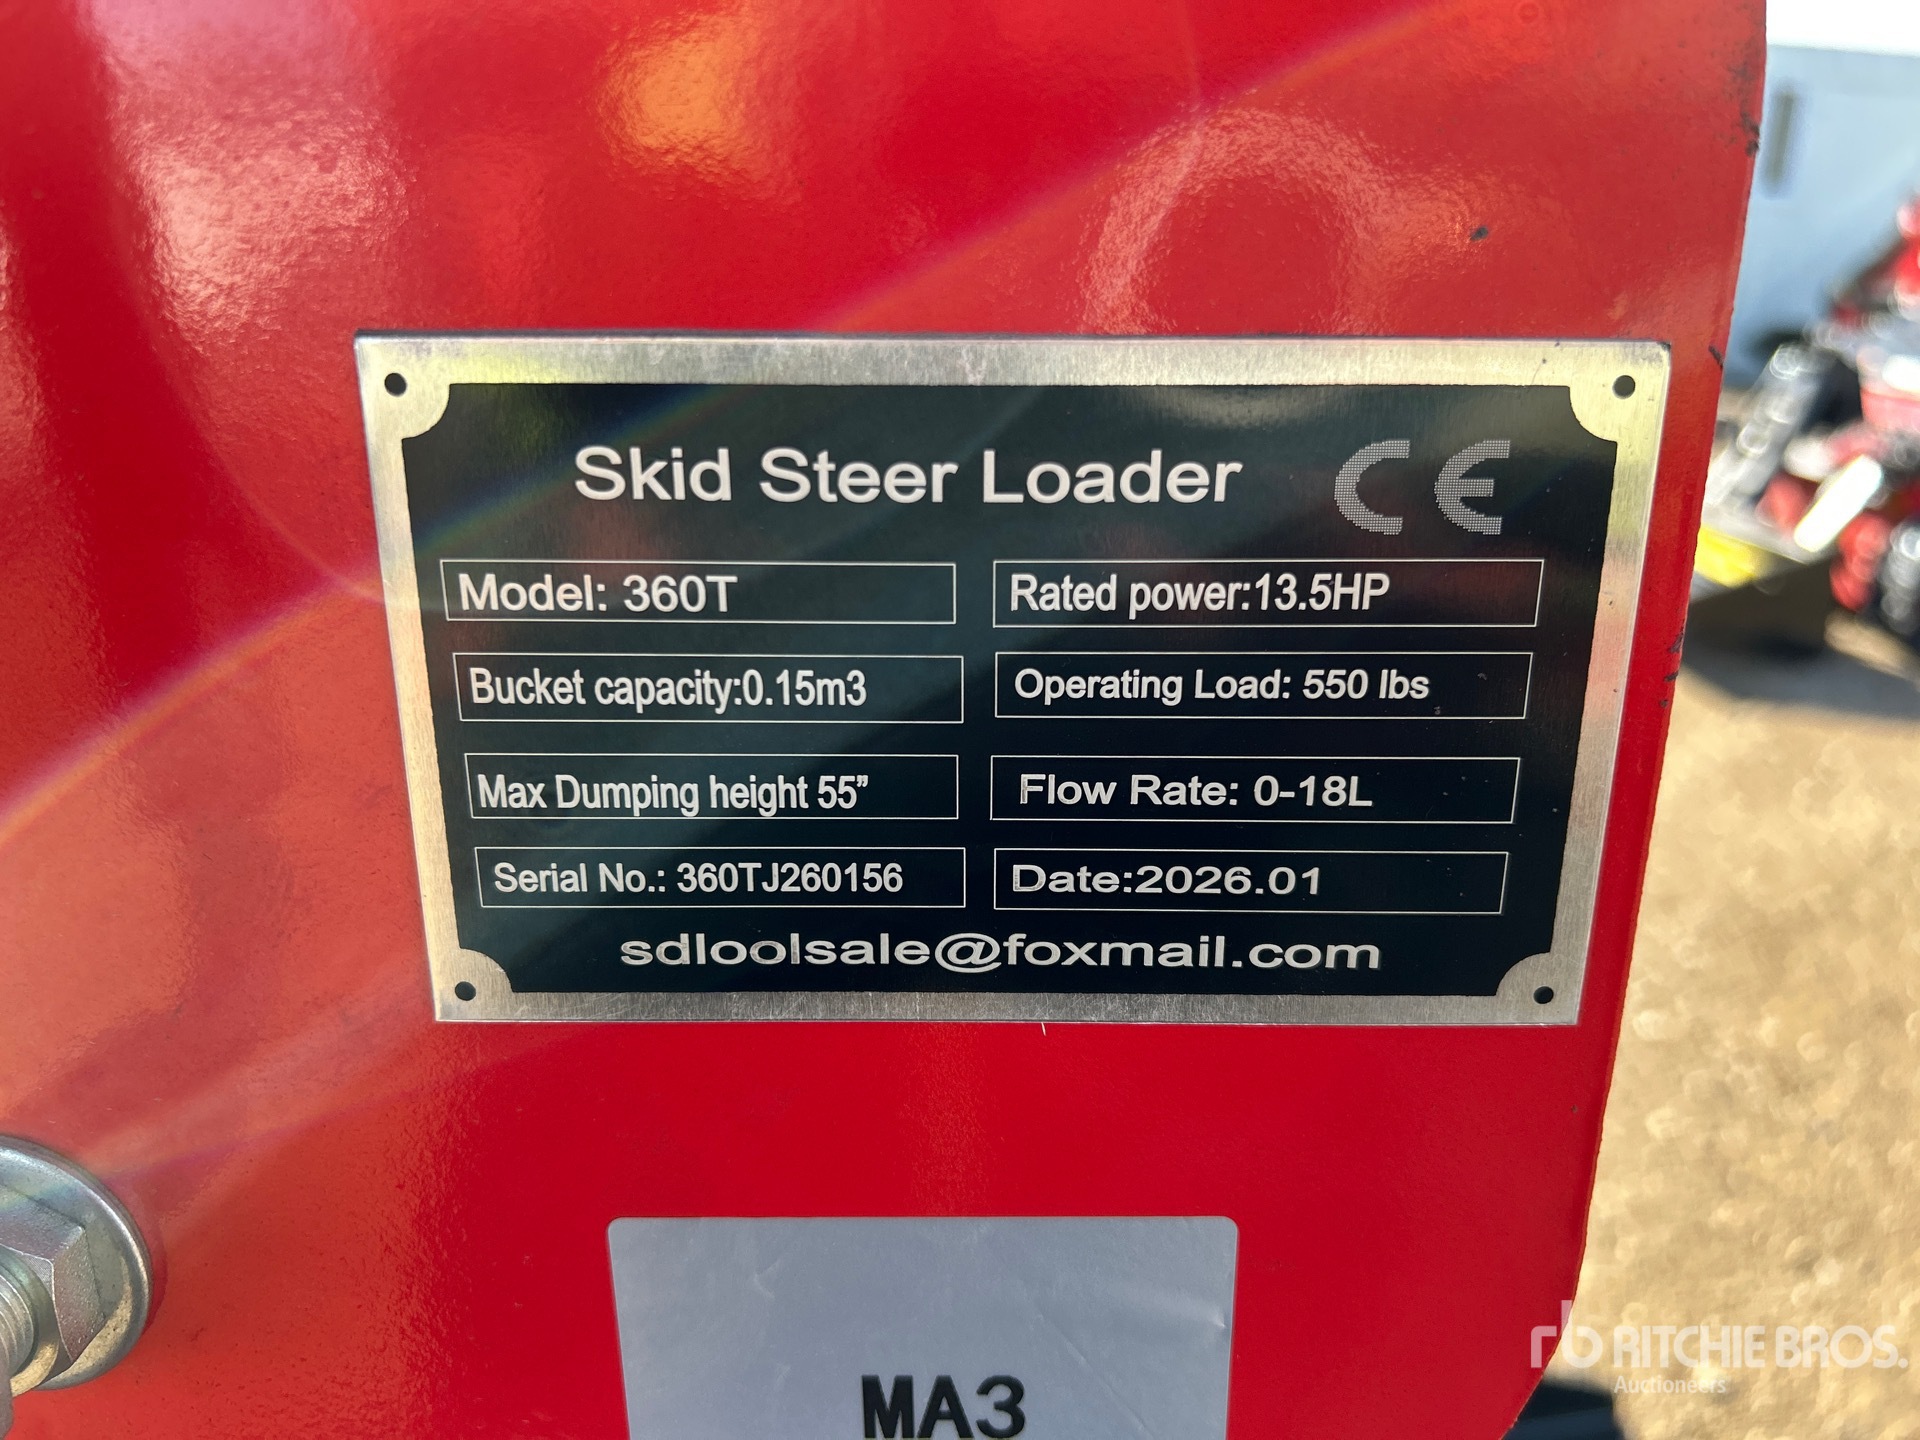 Skid Steer Loader CE
Model: 360T
Rated power:13.5HP
Bucket capacity:0.15m3
Operating Load: 550 lbs
Max Dumping height 55”
Flow Rate: 0-18L
Serial No.: 360TJ260156
Date:2026.01
sdloolsale@foxmail.com
MA3
rb RITCHIE BROS.
Auctioneers